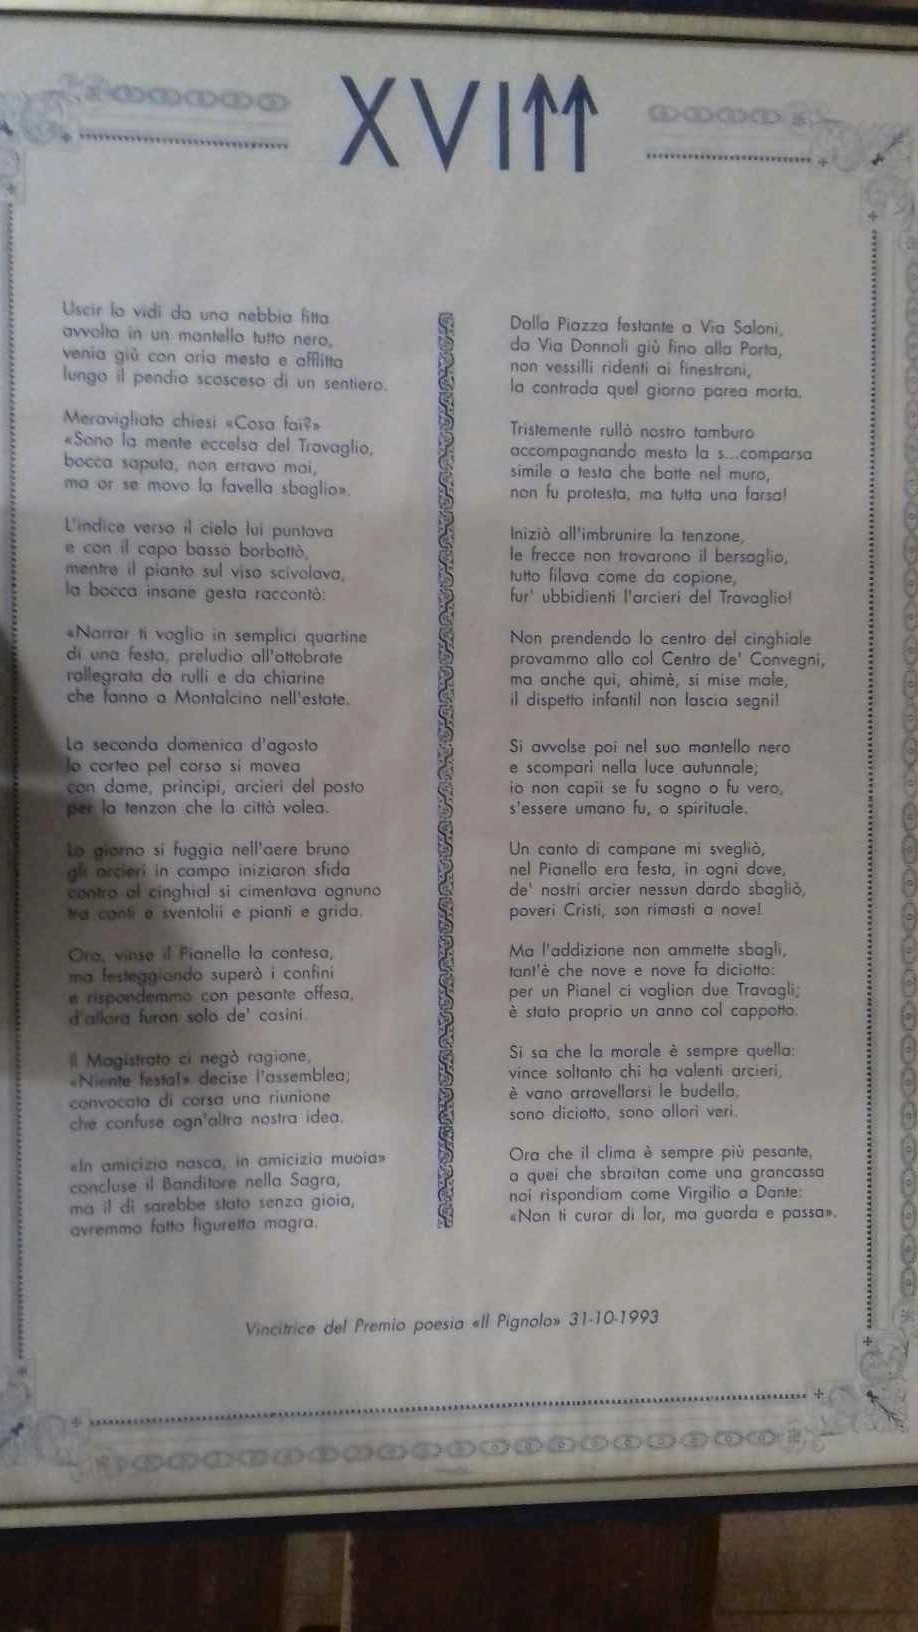 XVIII
Uscir lo vidi da una nebbia fitta
avvolta in un mantello tutto nero,
venia giù con aria mesta e afflitta
lungo il pendio scosceso di un sentiero.
Meravigliato chiesi «Cosa fai?»
«Sono la mente eccelsa del Travaglio,
bocca saputa, non erravo mai,
ma or se movo la favella sbaglio».
L'indice verso il cielo lui puntava
e con il capo basso borbottò,
mentre il pianto sul viso scivolava,
la bocca insane gesta raccontò:
«Narrar ti voglio in semplici quartine
di una festa, preludio all'ottobrata
rallegrata da rulli e da chiarine
che fanno a Montalcino nell'estate.
La seconda domenica d'agosto
lo corteo pel corso si movea
con dame, principi, arcieri del posto
per la tenzon che la città volea.
Lo giorno si fuggia nell'aere bruno
gli arcieri in campo iniziaron sfida
contro al cinghial si cimentava ognuno
tra canti e sventolii e pianti e grida.
Ora, vinse il Pianello la contesa,
ma festeggiando superò i confini
e rispondemmo con pesante offesa,
d'allora furon solo de' casini.
Il Magistrato ci negò ragione,
«Niente festa!» decise l'assemblea;
convocata di corsa una riunione
che confuse ogn'altra nostra idea.
«In amicizia nasca, in amicizia muoia»
concluse il Banditore nella Sagra,
ma il dì sarebbe stato senza gioia,
avremmo fatto figuretta magra.
Dalla Piazza festante a Via Saloni,
da Via Donnoli giù fino alla Porta,
non vessilli ridenti ai finestroni,
la contrada quel giorno parea morta.
Tristemente rullò nostro tamburo
accompagnando mesto la s...comparsa
simile a testa che batte nel muro,
non fu protesta, ma tutta una farsa!
Iniziò all'imbrunire la tenzone,
le frecce non trovarono il bersaglio,
tutto filava come da copione,
fur' ubbidienti l'arcieri del Travaglio!
Non prendendo lo centro del cinghiale
provammo allo col Centro de' Convegni,
ma anche qui, ahimè, si mise male,
il dispetto infantil non lascia segni!
Si avvolse poi nel suo mantello nero
e scomparì nella luce autunnale;
io non capii se fu sogno o fu vero,
s'essere umano fu, o spirituale.
Un canto di campane mi svegliò,
nel Pianello era festa, in ogni dove,
de' nostri arcier nessun dardo sbagliò,
poveri Cristi, son rimasti a nove!
Ma l'addizione non ammette sbagli,
tant'è che nove e nove fa diciotto:
per un Pianel ci voglion due Travagli;
è stato proprio un anno col cappotto.
Si sa che la morale è sempre quella:
vince soltanto chi ha valenti arcieri,
è vano arrovellarsi le budella,
sono diciotto, sono allori veri.
Ora che il clima è sempre più pesante,
a quei che sbraitan come una grancassa
noi rispondiam come Virgilio a Dante:
«Non ti curar di lor, ma guarda e passa».
Vincitrice del Premio poesia «Il Pignolo» 31-10-1993